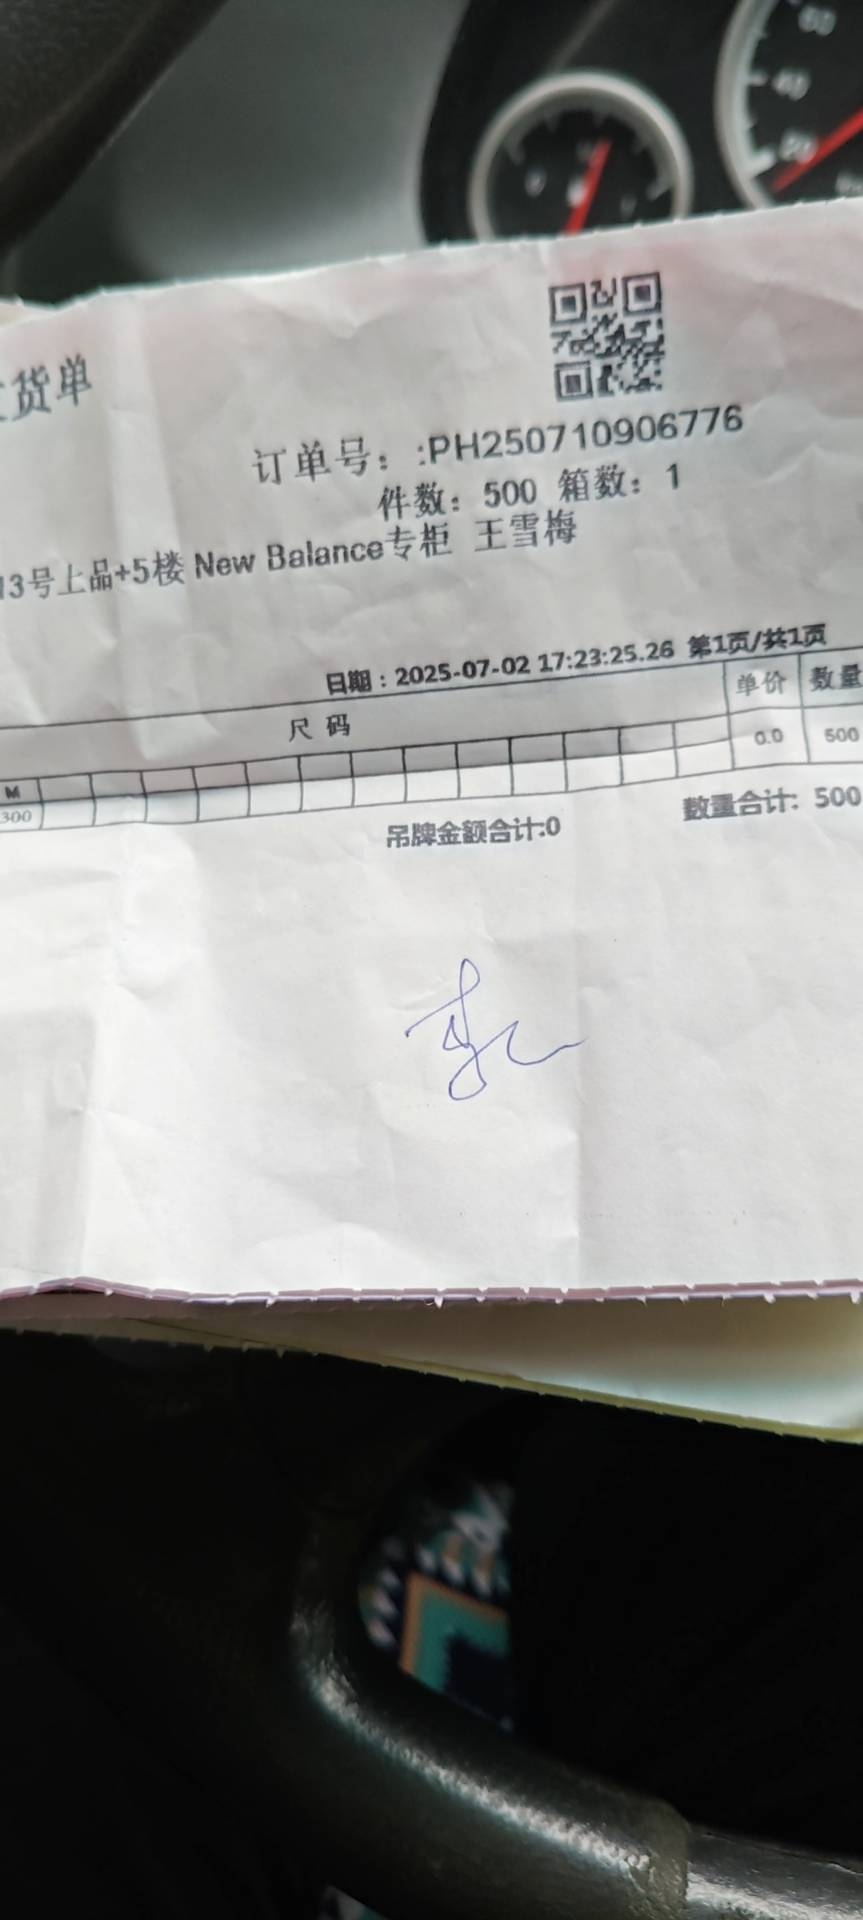 货单
订单号：:PH250710906776
件数：500 箱数：1
13号上品+5楼 New Balance专柜 王雪梅
日期：2025-07-02 17:23:25.26 第1页/共1页
尺码 单价 数量
M 0.0 500
300
吊牌金额合计:0 数量合计：500